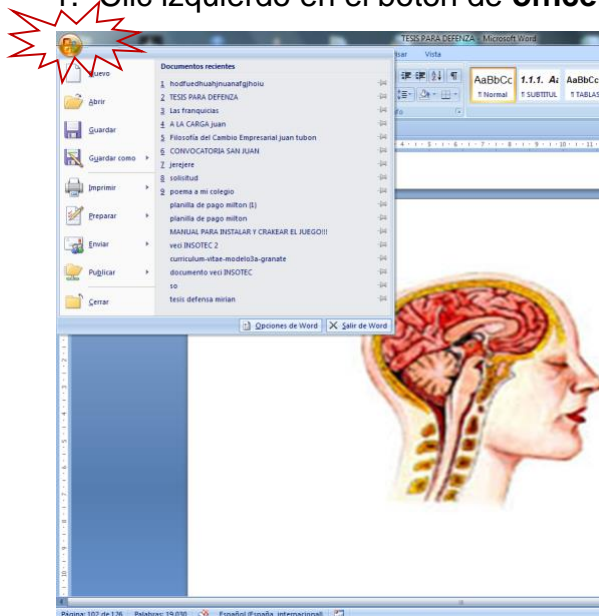 1. Clic izquierdo en el botón de Office
TESIS PARA DEFENZA - Microsoft Word
isar Vista
AaBbCc 1.1.1. Ai AaBbCc
¶ Normal ¶ SUBTITUL ¶ TABLAS
Documentos recientes
Nuevo
Abrir
Guardar
Guardar como
Imprimir
Preparar
Enviar
Publicar
Cerrar
1 hodfuedhuahjnuanafgjhoiu
2 TESIS PARA DEFENZA
3 Las franquicias
4 A LA CARGA juan
5 Filosofía del Cambio Empresarial juan tubon
6 CONVOCATORIA SAN JUAN
7 jerejere
8 solisitud
9 poema a mi colegio
planilla de pago milton (1)
planilla de pago milton
MANUAL PARA INSTALAR Y CRAKEAR EL JUEGO!!!
veci INSOTEC 2
curriculum-vitae-modelo3a-granate
documento veci INSOTEC
so
tesis defensa mirian
Opciones de Word Salir de Word
Página: 102 de 126 Palabras: 19.030 Español (España, internacional)